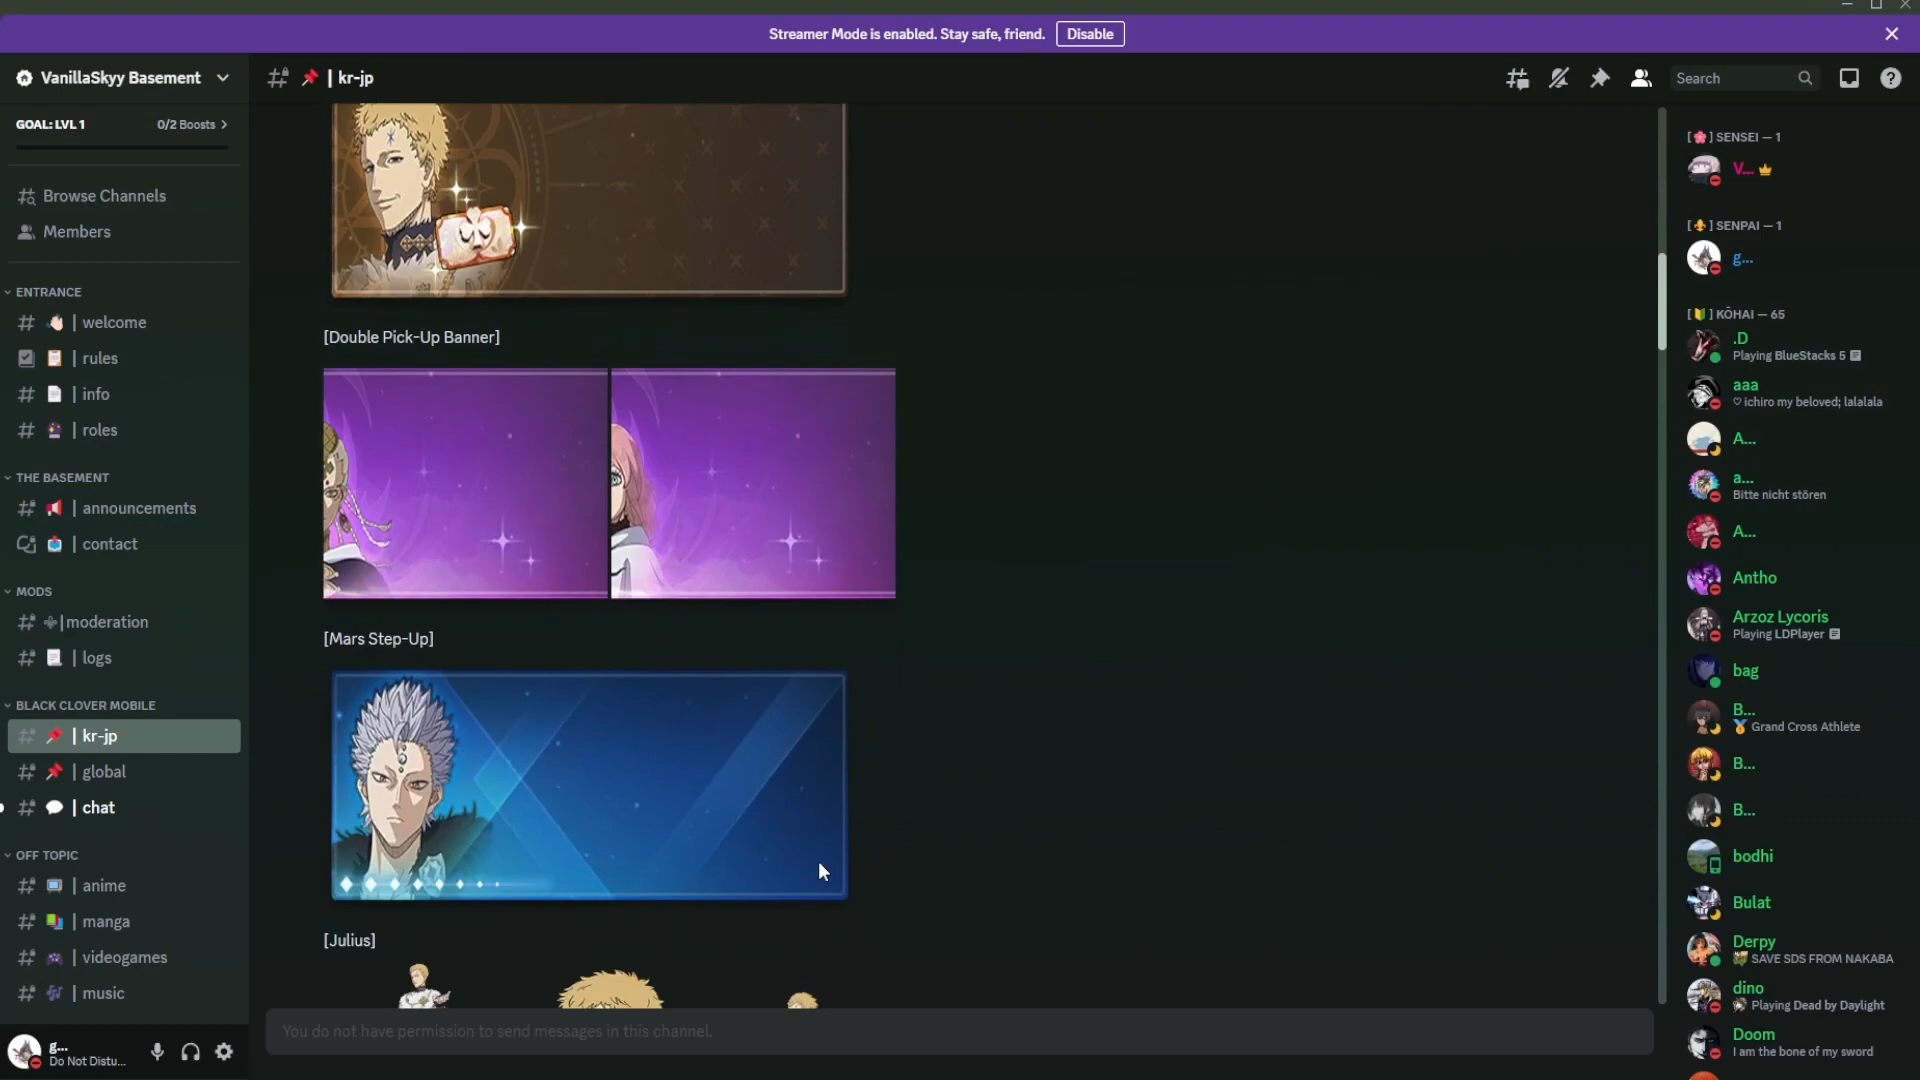 Streamer Mode is enabled. Stay safe, friend.
Disable
VanillaSkyy Basement
GOAL: LVL 1
0/2 Boosts
Browse Channels
Members
ENTRANCE
| welcome
| rules
| info
| roles
THE BASEMENT
| announcements
| contact
MODS
|moderation
| logs
BLACK CLOVER MOBILE
| kr-jp
| global
| chat
OFF TOPIC
| anime
| manga
| videogames
| music
g...
Do Not Distu...
| kr-jp
Search
[Double Pick-Up Banner]
[Mars Step-Up]
[Julius]
You do not have permission to send messages in this channel.
[🌸] SENSEI — 1
V...
[⚜] SENPAI — 1
g...
[🔰] KŌHAI — 65
.D
Playing BlueStacks 5
aaa
♡ ichiro my beloved; lalalala
A...
a...
Bitte nicht stören
A...
Antho
Arzoz Lycoris
Playing LDPlayer
bag
B...
Grand Cross Athlete
B...
B...
bodhi
Bulat
Derpy
SAVE SDS FROM NAKABA
dino
Playing Dead by Daylight
Doom
I am the bone of my sword